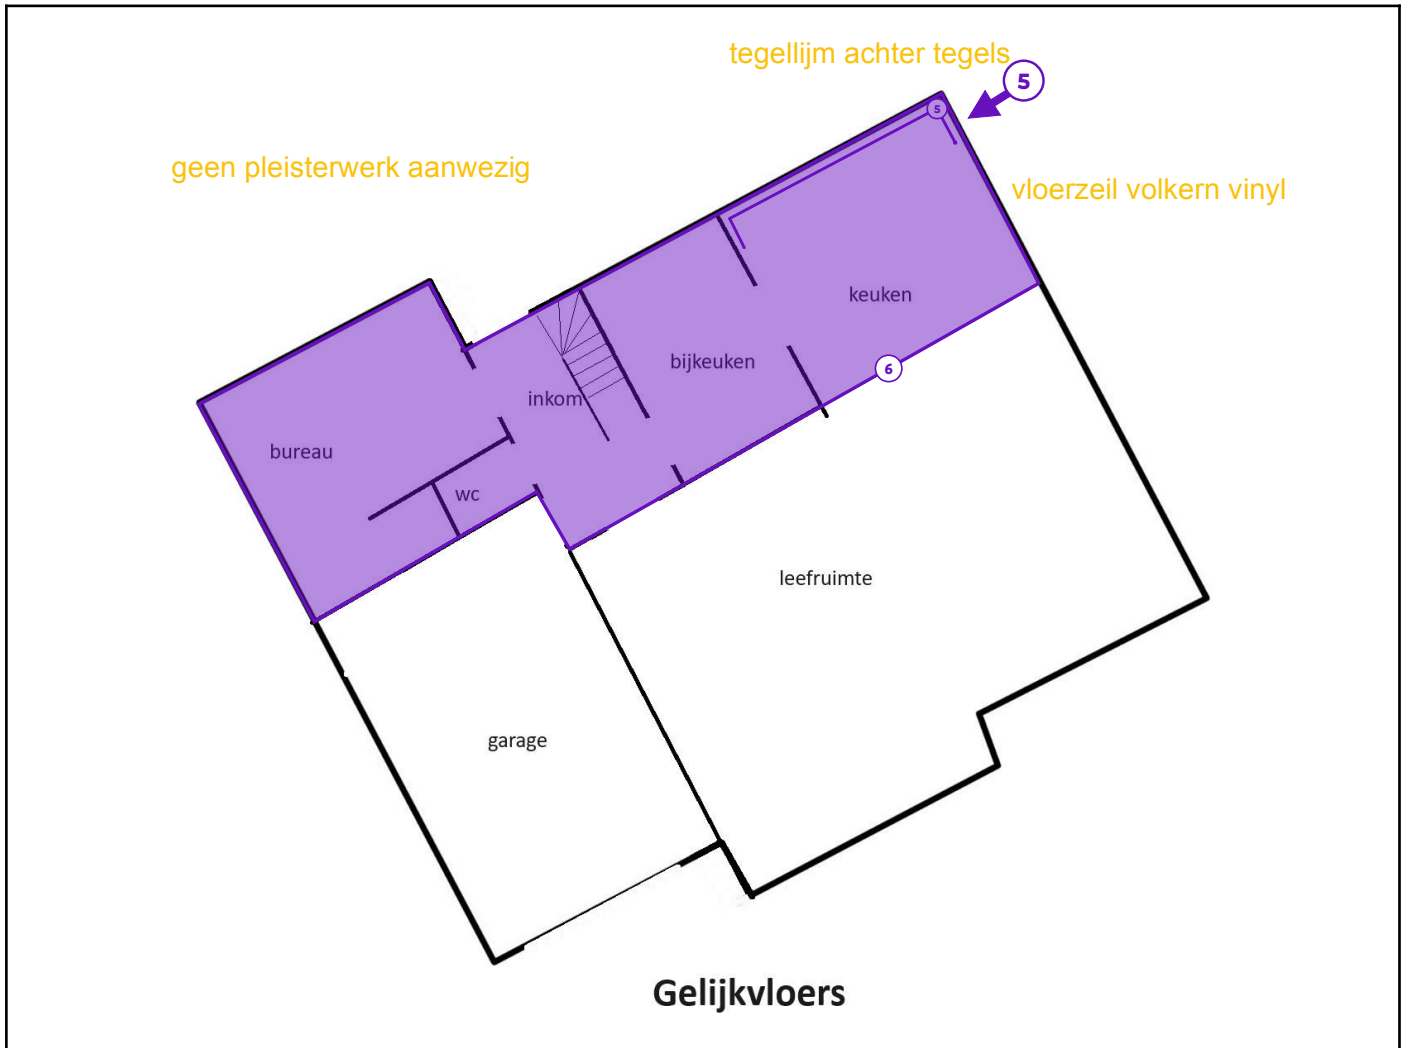 tegellijm achter tegels
5
5
geen pleisterwerk aanwezig
vloerzeil volkern vinyl
keuken
bijkeuken
6
inkom
bureau
wc
leefruimte
garage
Gelijkvloers